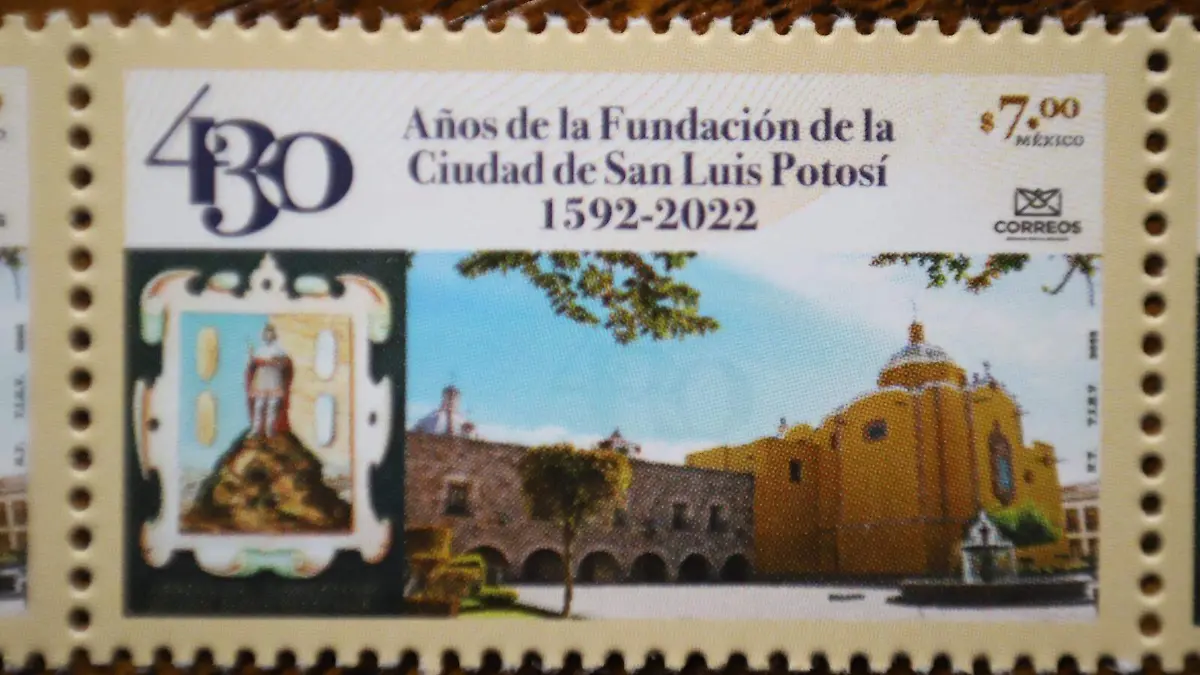 430
Años de la Fundación de la
Ciudad de San Luis Potosí
1592-2022
$7.00
MÉXICO
CORREOS